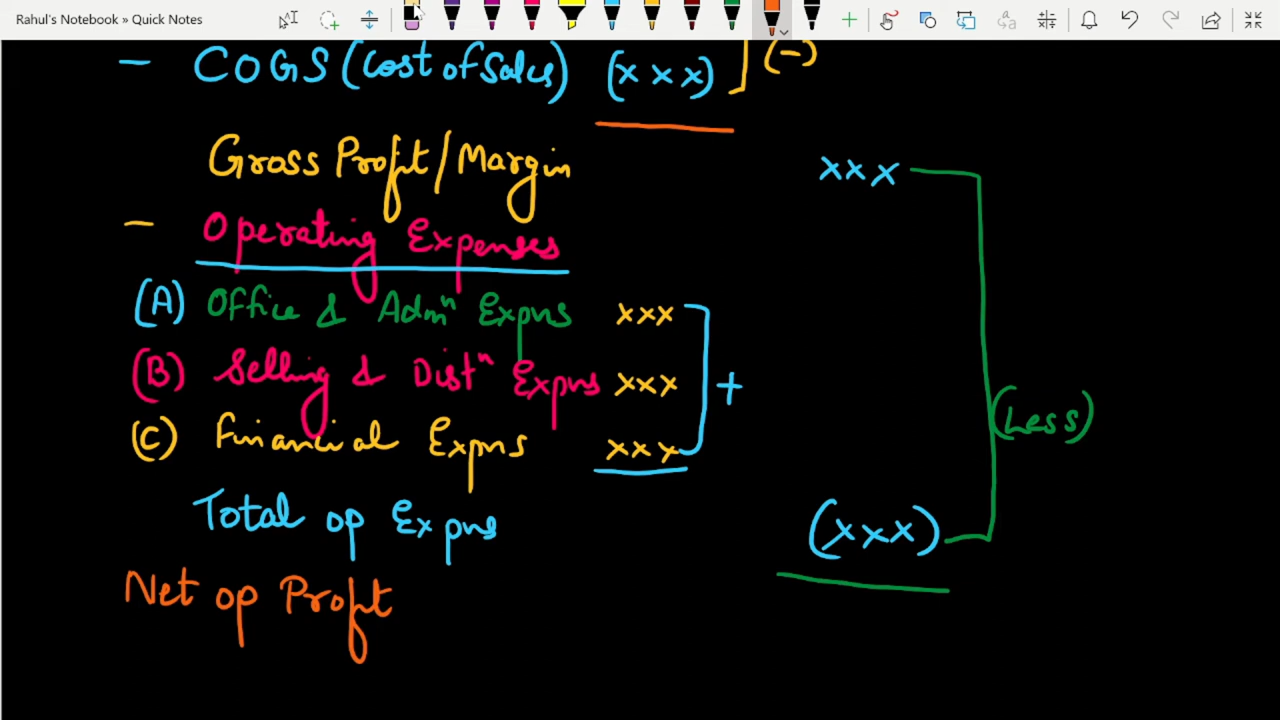 Rahul's Notebook » Quick Notes
- COGS (Cost of Sales) (xxx) (-)
Gross Profit/Margin xxx
- Operating Expenses
(A) Office & Admⁿ Expns xxx
(B) Selling & Distⁿ Expns xxx +
(C) Financial Expns xxx
(Less)
Total op Expns (xxx)
Net op Profit